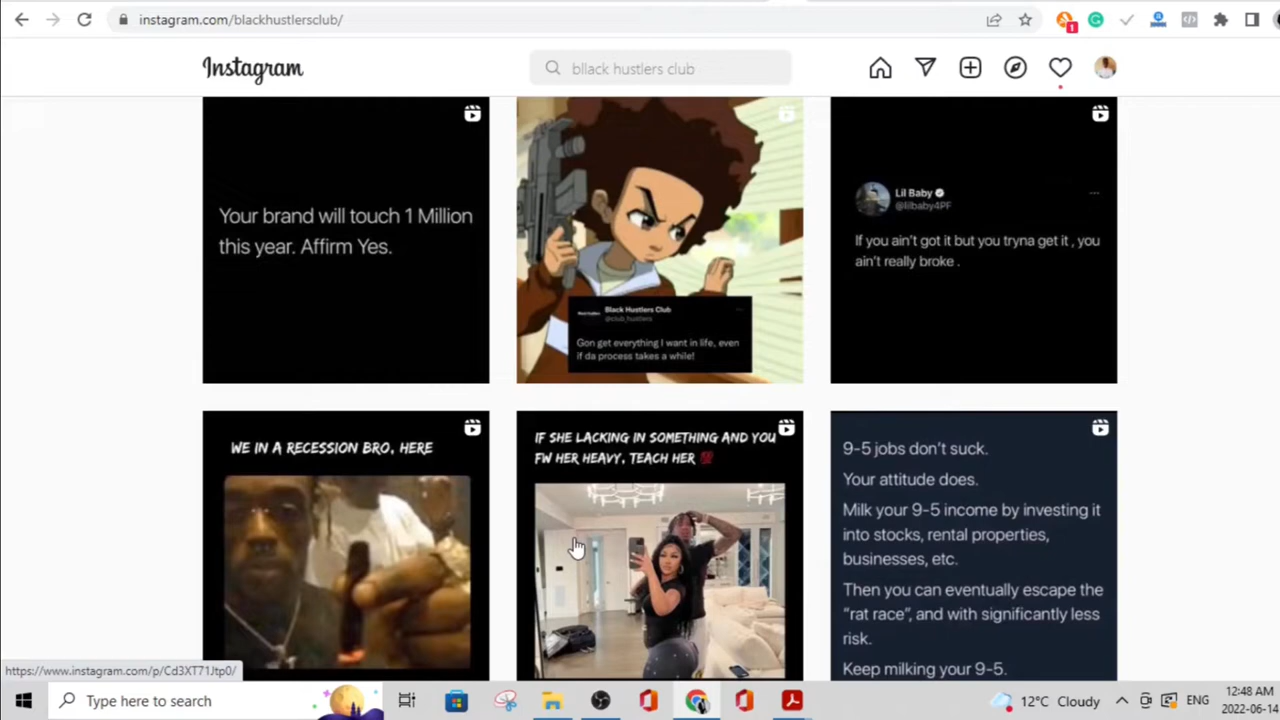 instagram.com/blackhustlersclub/
1
Instagram
bllack hustlers club
Your brand will touch 1 Million
this year. Affirm Yes.
Black Hustlers Club
@club_hustlers
Gon get everything I want in life, even
if da process takes a while!
Lil Baby
@lilbaby4PF
If you ain't got it but you tryna get it , you
ain't really broke .
WE IN A RECESSION BRO, HERE
IF SHE LACKING IN SOMETHING AND YOU
FW HER HEAVY, TEACH HER 💯
9-5 jobs don't suck.
Your attitude does.
Milk your 9-5 income by investing it
into stocks, rental properties,
businesses, etc.
Then you can eventually escape the
“rat race”, and with significantly less
risk.
Keep milking your 9-5.
https://www.instagram.com/p/Cd3XT71Jtp0/
Type here to search
12°C Cloudy
ENG
12:48 AM
2022-06-14